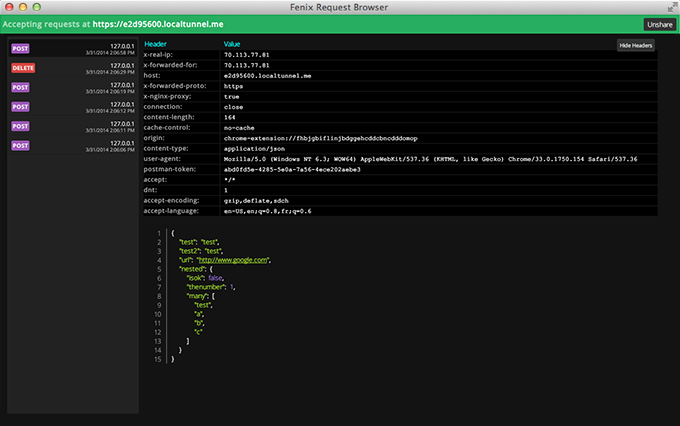 Fenix Request Browser
Accepting requests at https://e2d95600.localtunnel.me
Unshare
POST 127.0.0.1
3/31/2014 2:06:58 PM
DELETE 127.0.0.1
3/31/2014 2:06:29 PM
POST 127.0.0.1
3/31/2014 2:06:19 PM
POST 127.0.0.1
3/31/2014 2:06:12 PM
POST 127.0.0.1
3/31/2014 2:06:11 PM
POST 127.0.0.1
3/31/2014 2:06:06 PM
Header Value
Hide Headers
x-real-ip: 70.113.77.81
x-forwarded-for: 70.113.77.81
host: e2d95600.localtunnel.me
x-forwarded-proto: https
x-nginx-proxy: true
connection: close
content-length: 164
cache-control: no-cache
origin: chrome-extension://fhbjgbiflinjbdggehcddcbncdddomop
content-type: application/json
user-agent: Mozilla/5.0 (Windows NT 6.3; WOW64) AppleWebKit/537.36 (KHTML, like Gecko) Chrome/33.0.1750.154 Safari/537.36
postman-token: abd0fd5e-4285-5e0a-7a56-4ece202aebe3
accept: */*
dnt: 1
accept-encoding: gzip,deflate,sdch
accept-language: en-US,en;q=0.8,fr;q=0.6
1 {
2 "test": "test",
3 "test2": "test",
4 "url": "http://www.google.com",
5 "nested": {
6 "isok": false,
7 "thenumber": 1,
8 "many": [
9 "test",
10 "a",
11 "b",
12 "c"
13 ]
14 }
15 }